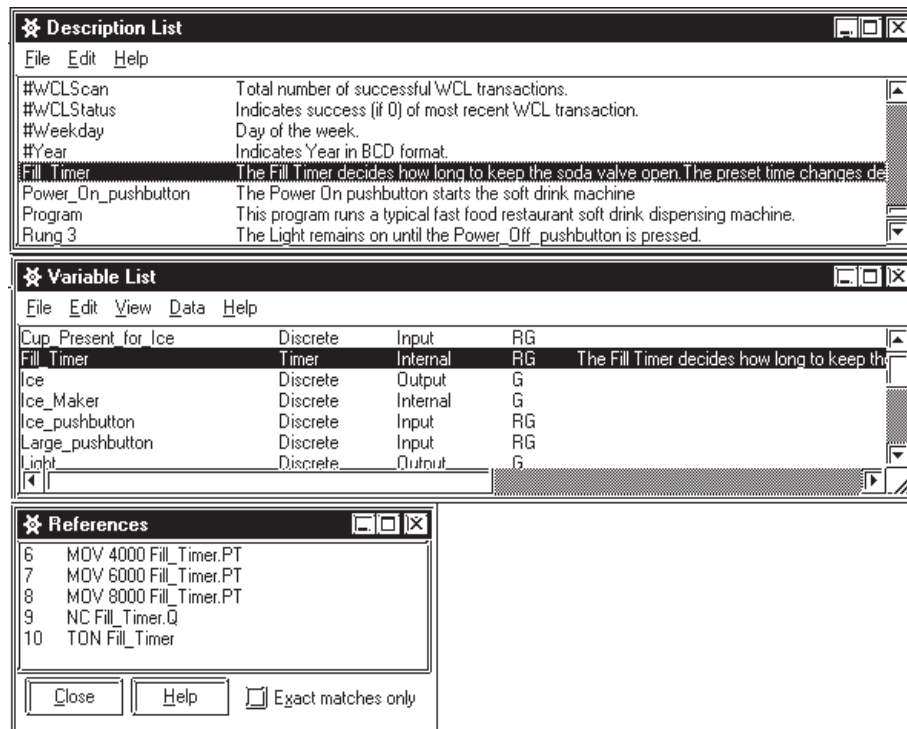 Description List
File Edit Help
#WCLScan Total number of successful WCL transactions.
#WCLStatus Indicates success (if 0) of most recent WCL transaction.
#Weekday Day of the week.
#Year Indicates Year in BCD format.
Fill_Timer The Fill Timer decides how long to keep the soda valve open.The preset time changes de
Power_On_pushbutton The Power On pushbutton starts the soft drink machine
Program This program runs a typical fast food restaurant soft drink dispensing machine.
Rung 3 The Light remains on until the Power_Off_pushbutton is pressed.
Variable List
File Edit View Data Help
Cup_Present_for_Ice Discrete Input RG
Fill_Timer Timer Internal RG The Fill Timer decides how long to keep the
Ice Discrete Output G
Ice_Maker Discrete Internal G
Ice_pushbutton Discrete Input RG
Large_pushbutton Discrete Input RG
Light Discrete Output G
References
6 MOV 4000 Fill_Timer.PT
7 MOV 6000 Fill_Timer.PT
8 MOV 8000 Fill_Timer.PT
9 NC Fill_Timer.Q
10 TON Fill_Timer
Close Help Exact matches only